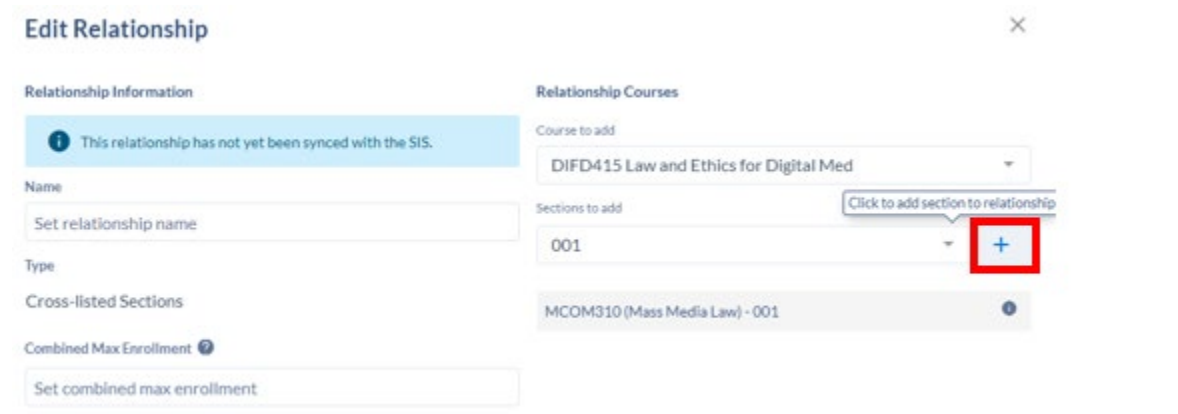 Edit Relationship
Relationship Information
This relationship has not yet been synced with the SIS.
Name
Set relationship name
Type
Cross-listed Sections
Combined Max Enrollment
Set combined max enrollment
Relationship Courses
Course to add
DIFD415 Law and Ethics for Digital Med
Sections to add
Click to add section to relationship
001
MCOM310 (Mass Media Law) - 001